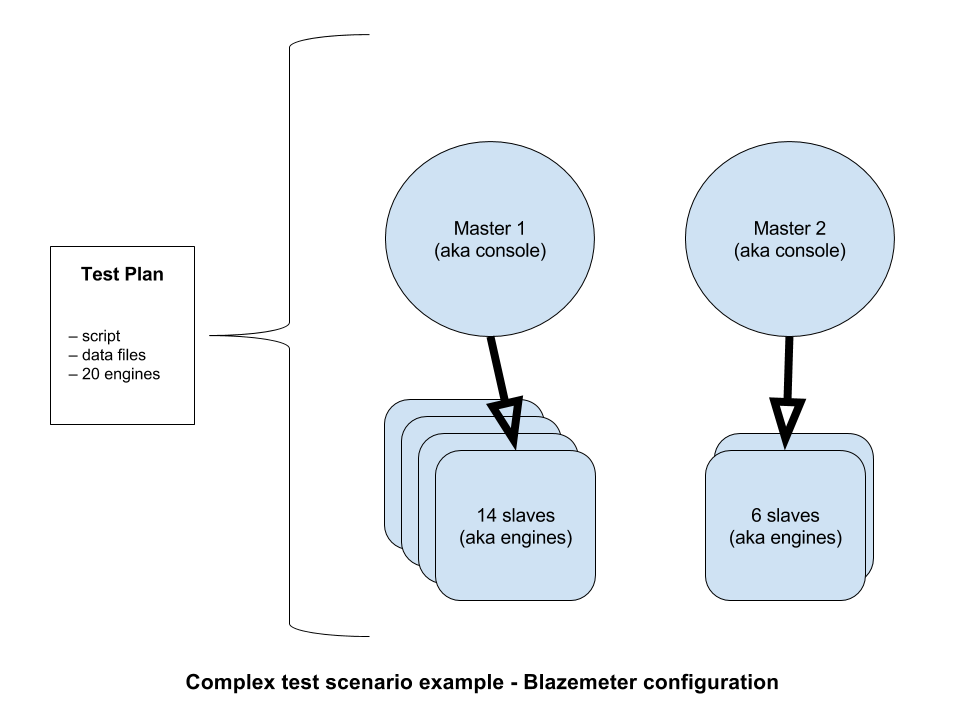 Test Plan
– script
– data files
– 20 engines
Master 1
(aka console)
Master 2
(aka console)
14 slaves
(aka engines)
6 slaves
(aka engines)
Complex test scenario example - Blazemeter configuration